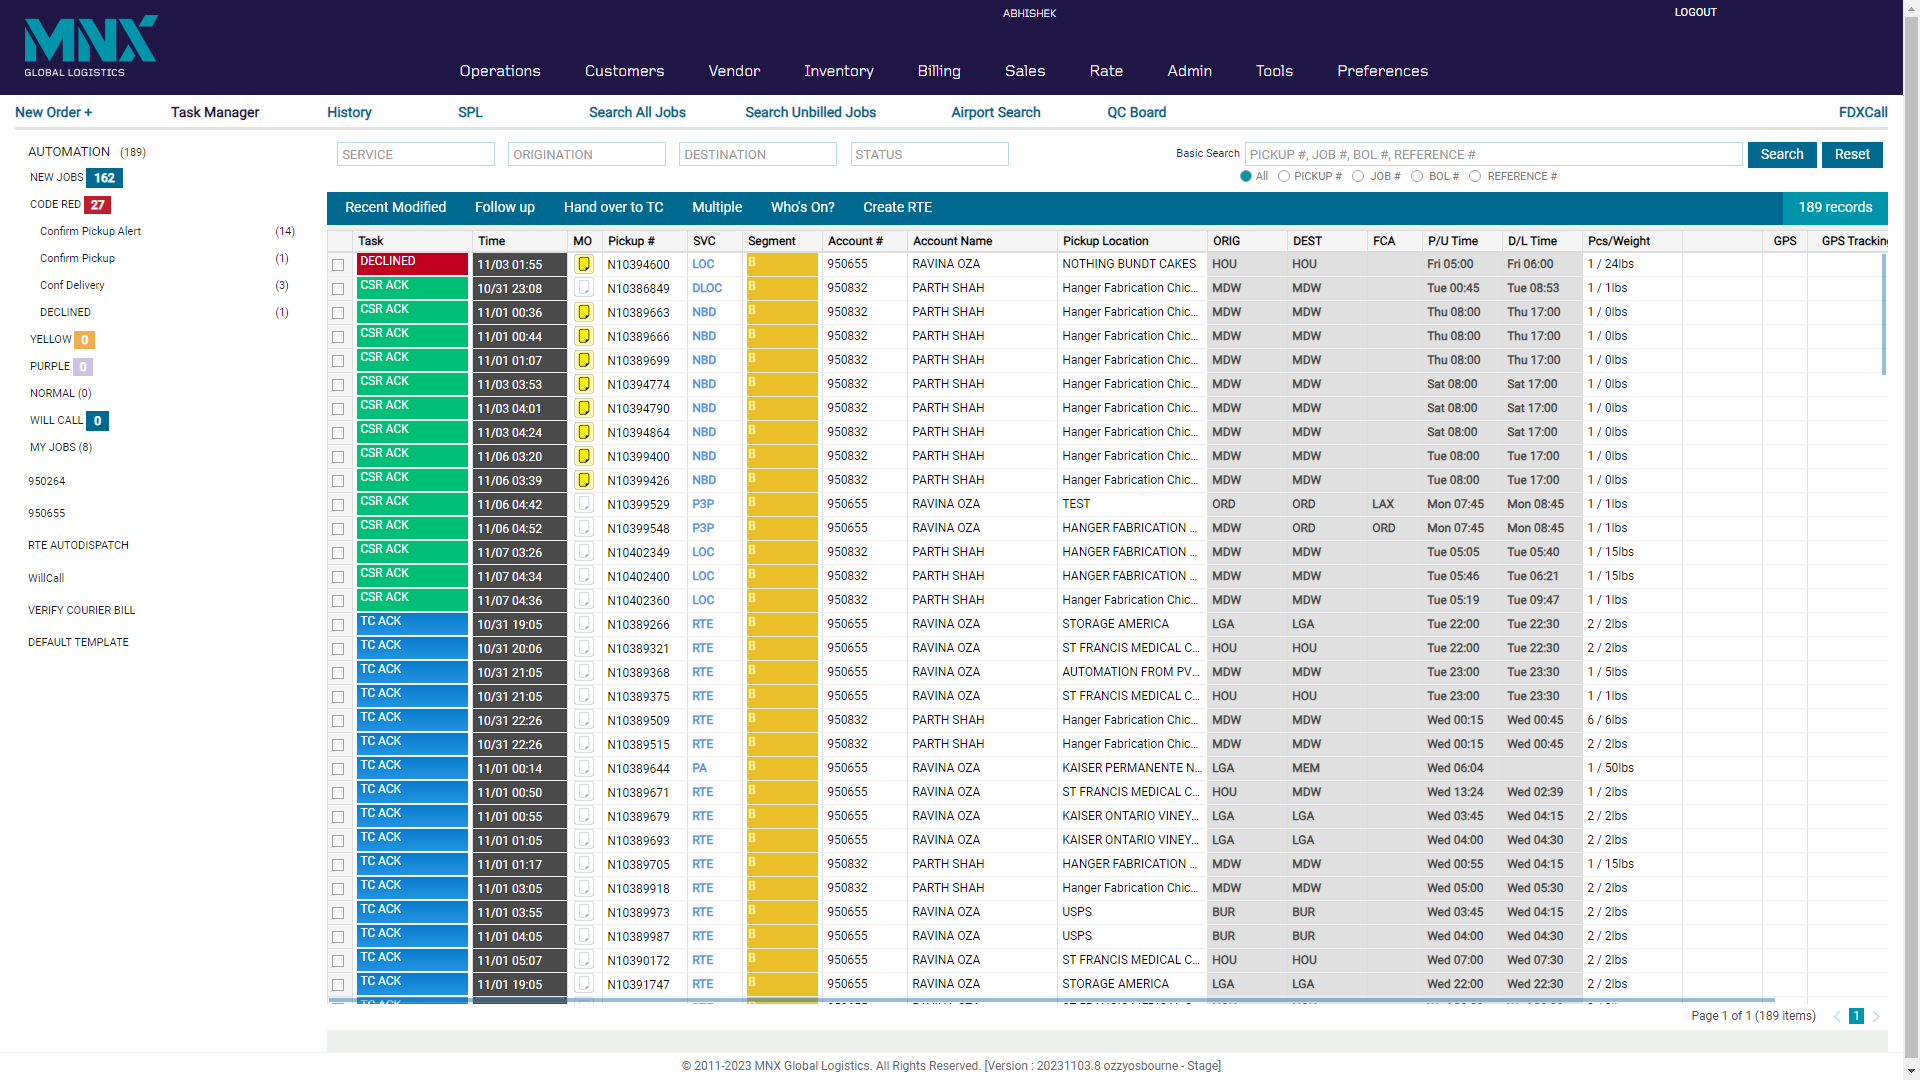 MNX
GLOBAL LOGISTICS
ABHISHEK
LOGOUT
Operations Customers Vendor Inventory Billing Sales Rate Admin Tools Preferences
New Order + Task Manager History SPL Search All Jobs Search Unbilled Jobs Airport Search QC Board FDXCall
AUTOMATION (189)
NEW JOBS 162
CODE RED 27
Confirm Pickup Alert (14)
Confirm Pickup (1)
Conf Delivery (3)
DECLINED (1)
YELLOW 0
PURPLE 0
NORMAL (0)
WILL CALL 0
MY JOBS (8)
950264
950655
RTE AUTODISPATCH
WillCall
VERIFY COURIER BILL
DEFAULT TEMPLATE
SERVICE ORIGINATION DESTINATION STATUS Basic Search PICKUP #, JOB #, BOL #, REFERENCE # Search Reset
All PICKUP # JOB # BOL # REFERENCE #
Recent Modified Follow up Hand over to TC Multiple Who's On? Create RTE 189 records
Task Time MO Pickup # SVC Segment Account # Account Name Pickup Location ORIG DEST FCA P/U Time D/L Time Pcs/Weight GPS GPS Tracking
DECLINED 11/03 01:55 N10394600 LOC B 950655 RAVINA OZA NOTHING BUNDT CAKES HOU HOU Fri 05:00 Fri 06:00 1 / 24lbs
CSR ACK 10/31 23:08 N10386849 DLOC B 950832 PARTH SHAH Hanger Fabrication Chic... MDW MDW Tue 00:45 Tue 08:53 1 / 1lbs
CSR ACK 11/01 00:36 N10389663 NBD B 950832 PARTH SHAH Hanger Fabrication Chic... MDW MDW Thu 08:00 Thu 17:00 1 / 0lbs
CSR ACK 11/01 00:44 N10389666 NBD B 950832 PARTH SHAH Hanger Fabrication Chic... MDW MDW Thu 08:00 Thu 17:00 1 / 0lbs
CSR ACK 11/01 01:07 N10389699 NBD B 950832 PARTH SHAH Hanger Fabrication Chic... MDW MDW Thu 08:00 Thu 17:00 1 / 0lbs
CSR ACK 11/03 03:53 N10394774 NBD B 950832 PARTH SHAH Hanger Fabrication Chic... MDW MDW Sat 08:00 Sat 17:00 1 / 0lbs
CSR ACK 11/03 04:01 N10394790 NBD B 950832 PARTH SHAH Hanger Fabrication Chic... MDW MDW Sat 08:00 Sat 17:00 1 / 0lbs
CSR ACK 11/03 04:24 N10394864 NBD B 950832 PARTH SHAH Hanger Fabrication Chic... MDW MDW Sat 08:00 Sat 17:00 1 / 0lbs
CSR ACK 11/06 03:20 N10399400 NBD B 950832 PARTH SHAH Hanger Fabrication Chic... MDW MDW Tue 08:00 Tue 17:00 1 / 0lbs
CSR ACK 11/06 03:39 N10399426 NBD B 950832 PARTH SHAH Hanger Fabrication Chic... MDW MDW Tue 08:00 Tue 17:00 1 / 0lbs
CSR ACK 11/06 04:42 N10399529 P3P B 950655 RAVINA OZA TEST ORD ORD LAX Mon 07:45 Mon 08:45 1 / 1lbs
CSR ACK 11/06 04:52 N10399548 P3P B 950655 RAVINA OZA HANGER FABRICATION ... MDW ORD ORD Mon 07:45 Mon 08:45 1 / 1lbs
CSR ACK 11/07 03:26 N10402349 LOC B 950832 PARTH SHAH HANGER FABRICATION ... MDW MDW Tue 05:05 Tue 05:40 1 / 15lbs
CSR ACK 11/07 04:34 N10402400 LOC B 950832 PARTH SHAH HANGER FABRICATION ... MDW MDW Tue 05:46 Tue 06:21 1 / 15lbs
CSR ACK 11/07 04:36 N10402360 LOC B 950832 PARTH SHAH Hanger Fabrication Chic... MDW MDW Tue 05:19 Tue 09:47 1 / 1lbs
TC ACK 10/31 19:05 N10389266 RTE B 950655 RAVINA OZA STORAGE AMERICA LGA LGA Tue 22:00 Tue 22:30 2 / 2lbs
TC ACK 10/31 20:06 N10389321 RTE B 950655 RAVINA OZA ST FRANCIS MEDICAL C... HOU HOU Tue 22:00 Tue 22:30 2 / 2lbs
TC ACK 10/31 21:05 N10389368 RTE B 950655 RAVINA OZA AUTOMATION FROM PV... MDW MDW Tue 23:00 Tue 23:30 1 / 5lbs
TC ACK 10/31 21:05 N10389375 RTE B 950655 RAVINA OZA ST FRANCIS MEDICAL C... HOU HOU Tue 23:00 Tue 23:30 1 / 1lbs
TC ACK 10/31 22:26 N10389509 RTE B 950832 PARTH SHAH Hanger Fabrication Chic... MDW MDW Wed 00:15 Wed 00:45 6 / 6lbs
TC ACK 10/31 22:26 N10389515 RTE B 950832 PARTH SHAH Hanger Fabrication Chic... MDW MDW Wed 00:15 Wed 00:45 2 / 2lbs
TC ACK 11/01 00:14 N10389644 PA B 950655 RAVINA OZA KAISER PERMANENTE N... LGA MEM Wed 06:04 1 / 50lbs
TC ACK 11/01 00:50 N10389671 RTE B 950655 RAVINA OZA ST FRANCIS MEDICAL C... HOU MDW Wed 13:24 Wed 02:39 1 / 2lbs
TC ACK 11/01 00:55 N10389679 RTE B 950655 RAVINA OZA KAISER ONTARIO VINEY... LGA LGA Wed 03:45 Wed 04:15 2 / 2lbs
TC ACK 11/01 01:05 N10389693 RTE B 950655 RAVINA OZA KAISER ONTARIO VINEY... LGA LGA Wed 04:00 Wed 04:30 2 / 2lbs
TC ACK 11/01 01:17 N10389705 RTE B 950832 PARTH SHAH HANGER FABRICATION ... MDW MDW Wed 00:55 Wed 04:15 1 / 15lbs
TC ACK 11/01 03:05 N10389918 RTE B 950832 PARTH SHAH Hanger Fabrication Chic... MDW MDW Wed 05:00 Wed 05:30 2 / 2lbs
TC ACK 11/01 03:55 N10389973 RTE B 950655 RAVINA OZA USPS BUR BUR Wed 03:45 Wed 04:15 2 / 2lbs
TC ACK 11/01 04:05 N10389987 RTE B 950655 RAVINA OZA USPS BUR BUR Wed 04:00 Wed 04:30 2 / 2lbs
TC ACK 11/01 05:07 N10390172 RTE B 950655 RAVINA OZA ST FRANCIS MEDICAL C... HOU HOU Wed 07:00 Wed 07:30 2 / 2lbs
TC ACK 11/01 19:05 N10391747 RTE B 950655 RAVINA OZA STORAGE AMERICA LGA LGA Wed 22:00 Wed 22:30 2 / 2lbs
TC ACK
Page 1 of 1 (189 items) 1
© 2011-2023 MNX Global Logistics. All Rights Reserved. [Version : 20231103.8 ozzyosbourne - Stage]